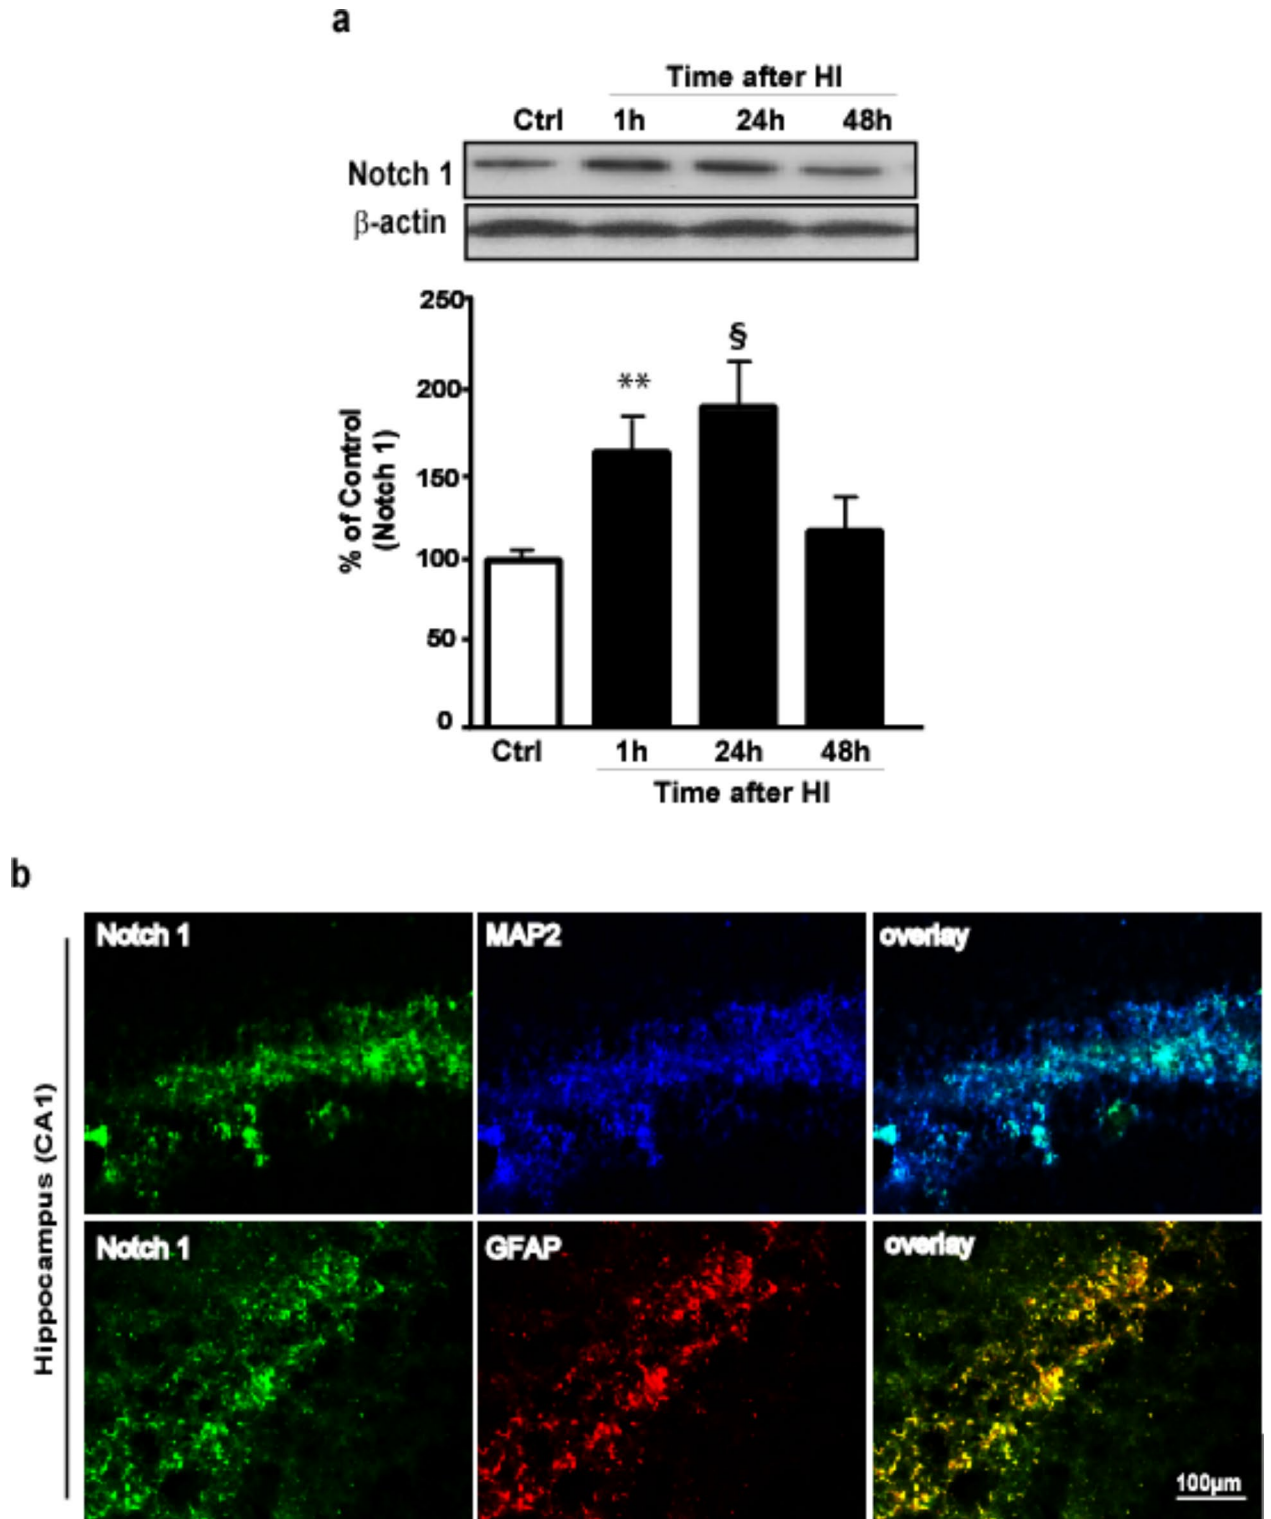 a
Time after HI
Ctrl 1h 24h 48h
Notch 1
β-actin
250
200
150
100
50
0
% of Control
(Notch 1)
**
§
Ctrl 1h 24h 48h
Time after HI
b
Hippocampus (CA1)
Notch 1 MAP2 overlay
Notch 1 GFAP overlay
100µm